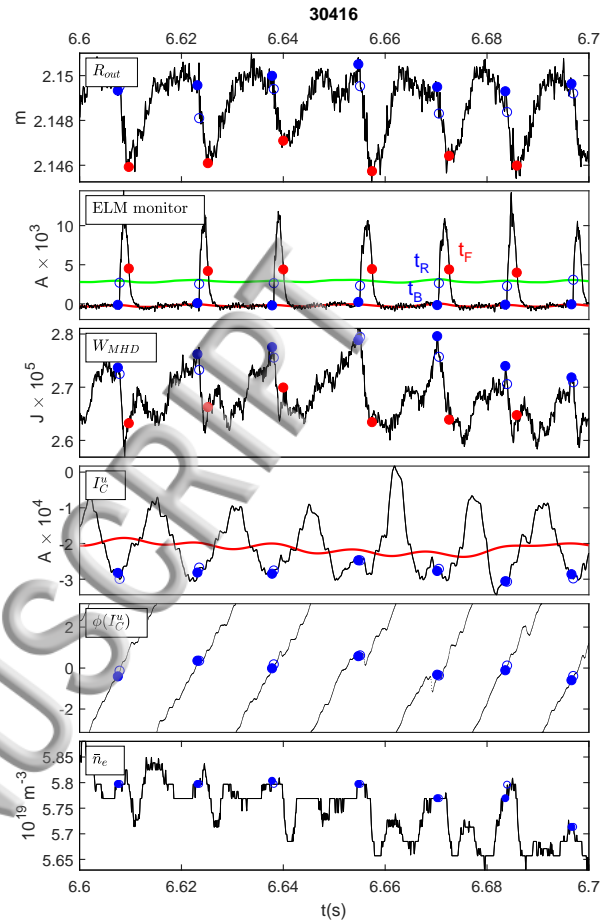 30416
6.6 6.62 6.64 6.66 6.68 6.7
R_out
2.15
2.148
2.146
m
ELM monitor
10
5
0
A × 10^3
t_R
t_B
t_F
W_MHD
2.8
2.7
2.6
J × 10^5
I_C^u
0
-1
-2
-3
A × 10^4
ϕ(I_C^u)
2
0
-2
n̄_e
5.85
5.8
5.75
5.7
5.65
10^19 m^-3
6.6 6.62 6.64 6.66 6.68 6.7
t(s)
USCRIPT